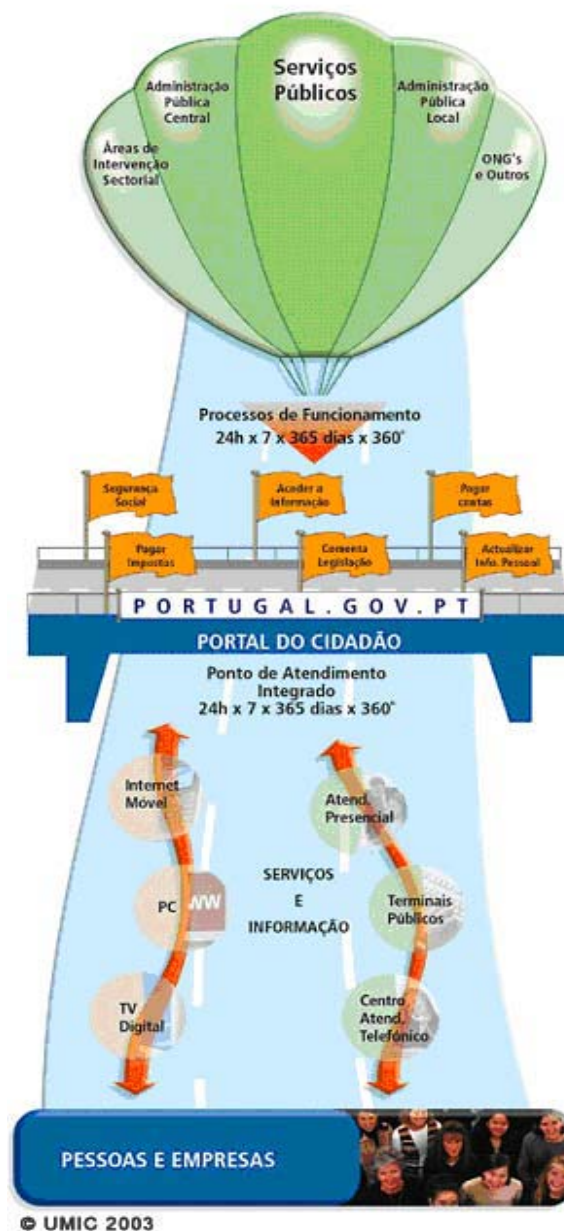 Serviços
Públicos
Administração
Pública
Central
Administração
Pública
Local
Áreas de
Intervenção
Sectorial
ONG's
e Outros
Processos de Funcionamento
24h x 7 x 365 dias x 360°
Segurança
Social
Aceder a
Informação
Pagar
contas
Pagar
Impostos
Comenta
Legislação
Actualizar
Info. Pessoal
PORTUGAL.GOV.PT
PORTAL DO CIDADÃO
Ponto de Atendimento
Integrado
24h x 7 x 365 dias x 360°
Internet
Móvel
Atend.
Presencial
PC
WW
SERVIÇOS
E
INFORMAÇÃO
Terminais
Públicos
TV
Digital
Centro
Atend.
Telefónico
PESSOAS E EMPRESAS
© UMIC 2003